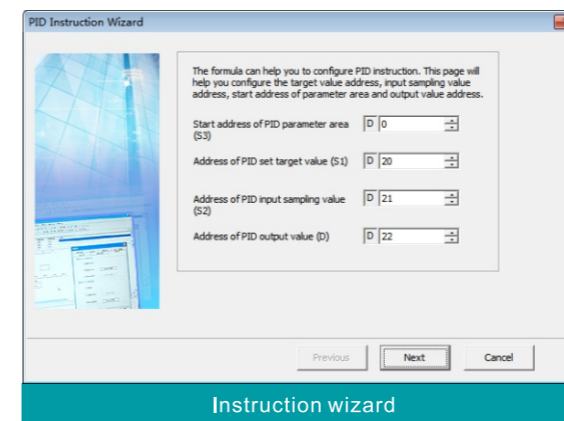 PID Instruction Wizard
The formula can help you to configure PID instruction. This page will
help you configure the target value address, input sampling value
address, start address of parameter area and output value address.
Start address of PID parameter area
(S3)
D 0
Address of PID set target value (S1)
D 20
Address of PID input sampling value
(S2)
D 21
Address of PID output value (D)
D 22
Previous
Next
Cancel
Instruction wizard